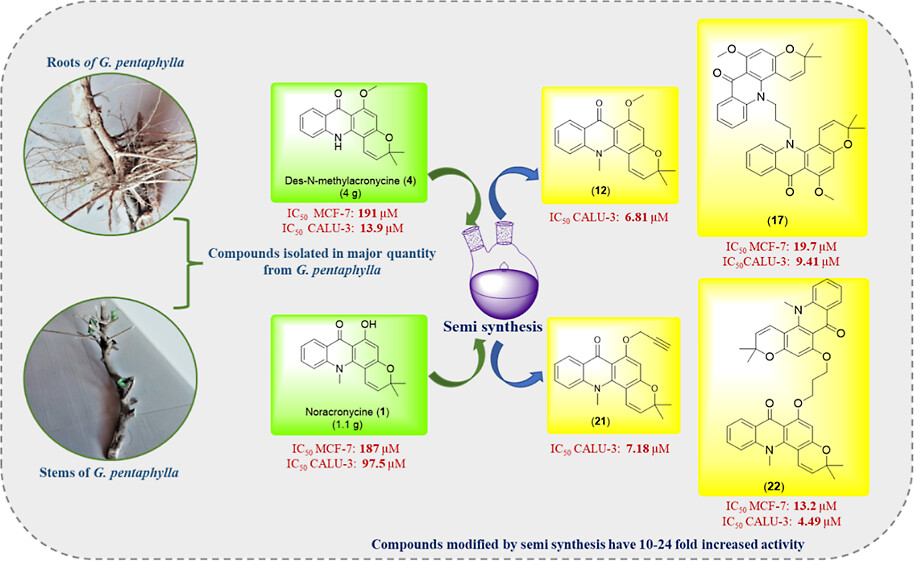 Roots of G. pentaphylla
Des-N-methylacronycine (4)
(4 g)
IC50 MCF-7: 191 μM
IC50 CALU-3: 13.9 μM
Compounds isolated in major quantity
from G. pentaphylla
Noracronycine (1)
(1.1 g)
IC50 MCF-7: 187 μM
IC50 CALU-3: 97.5 μM
Stems of G. pentaphylla
Semi synthesis
(12)
IC50 CALU-3: 6.81 μM
(17)
IC50 MCF-7: 19.7 μM
IC50CALU-3: 9.41 μM
(21)
IC50 CALU-3: 7.18 μM
(22)
IC50 MCF-7: 13.2 μM
IC50 CALU-3: 4.49 μM
Compounds modified by semi synthesis have 10-24 fold increased activity